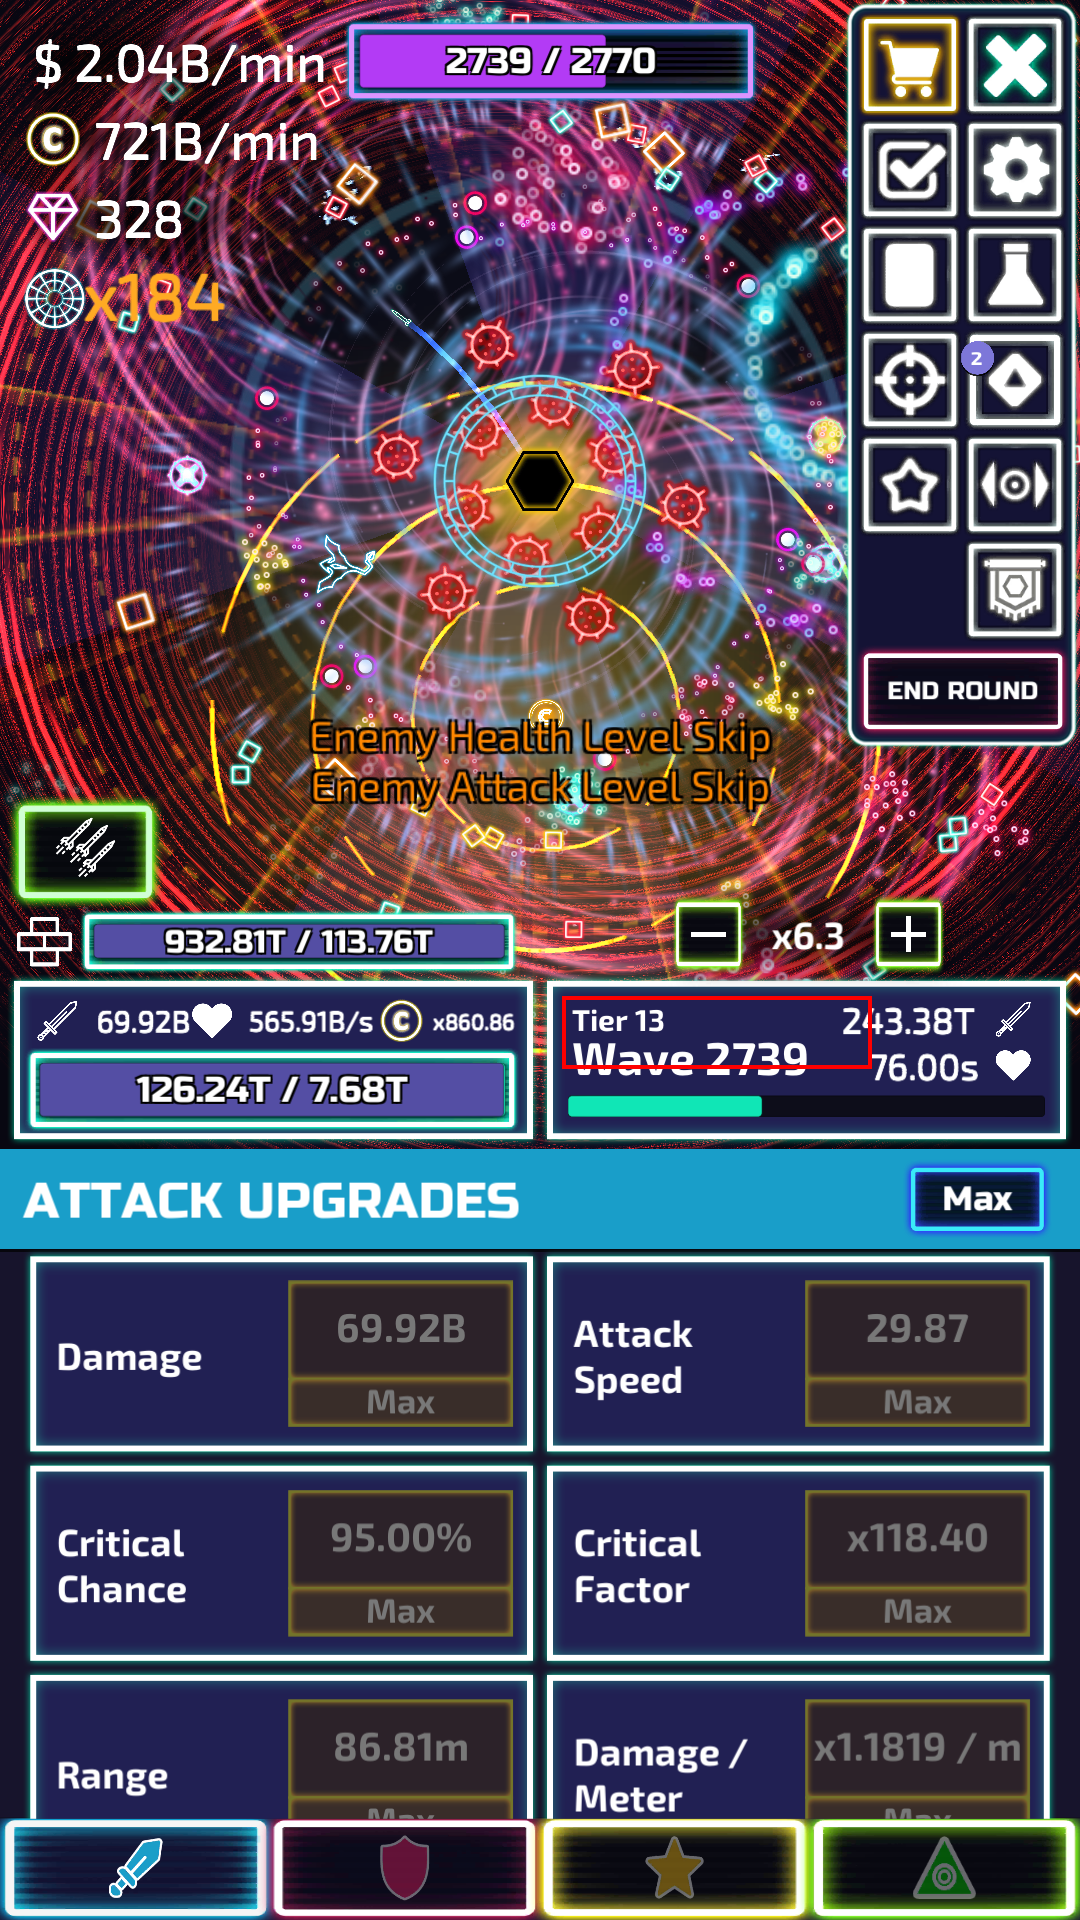 $ 2.04B/min
2739 / 2770
C 721B/min
328
x184
2
END ROUND
C
Enemy Health Level Skip
Enemy Attack Level Skip
932.81T / 113.76T
x6.3
69.92B 565.91B/s C x860.86
126.24T / 7.68T
Tier 13 243.38T
Wave 2739 76.00s
ATTACK UPGRADES Max
Damage 69.92B Max
Attack Speed 29.87 Max
Critical Chance 95.00% Max
Critical Factor x118.40 Max
Range 86.81m Max
Damage / Meter x1.1819 / m Max